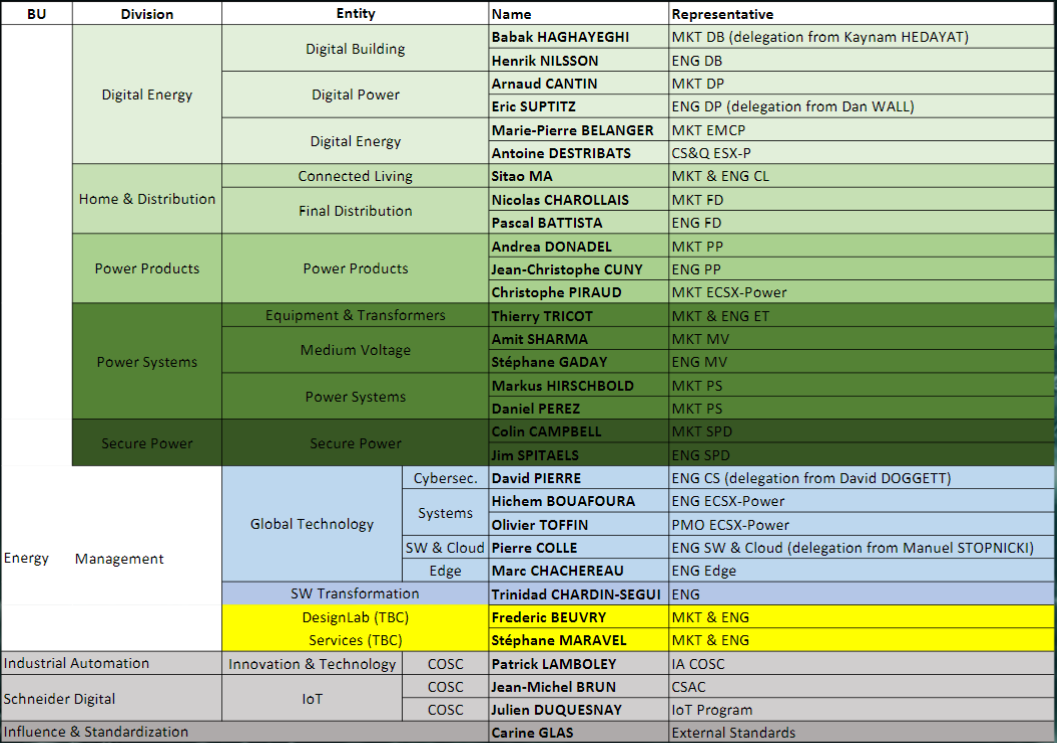 BU Division Entity Name Representative
Digital Energy Digital Building Babak HAGHAYEGHI MKT DB (delegation from Kaynam HEDAYAT)
Henrik NILSSON ENG DB
Digital Power Arnaud CANTIN MKT DP
Eric SUPTITZ ENG DP (delegation from Dan WALL)
Digital Energy Marie-Pierre BELANGER MKT EMCP
Antoine DESTRIBATS CS&Q ESX-P
Home & Distribution Connected Living Sitao MA MKT & ENG CL
Final Distribution Nicolas CHAROLLAIS MKT FD
Pascal BATTISTA ENG FD
Power Products Power Products Andrea DONADEL MKT PP
Jean-Christophe CUNY ENG PP
Christophe PIRAUD MKT ECSX-Power
Power Systems Equipment & Transformers Thierry TRICOT MKT & ENG ET
Medium Voltage Amit SHARMA MKT MV
Stéphane GADAY ENG MV
Power Systems Markus HIRSCHBOLD MKT PS
Daniel PEREZ MKT PS
Secure Power Secure Power Colin CAMPBELL MKT SPD
Jim SPITAELS ENG SPD
Energy Management Global Technology Cybersec. David PIERRE ENG CS (delegation from David DOGGETT)
Systems Hichem BOUAFOURA ENG ECSX-Power
Olivier TOFFIN PMO ECSX-Power
SW & Cloud Pierre COLLE ENG SW & Cloud (delegation from Manuel STOPNICKI)
Edge Marc CHACHEREAU ENG Edge
SW Transformation Trinidad CHARDIN-SEGUI ENG
DesignLab (TBC) Frederic BEUVRY MKT & ENG
Services (TBC) Stéphane MARAVEL MKT & ENG
Industrial Automation Innovation & Technology COSC Patrick LAMBOLEY IA COSC
Schneider Digital IoT COSC Jean-Michel BRUN CSAC
COSC Julien DUQUESNAY IoT Program
Influence & Standardization Carine GLAS External Standards